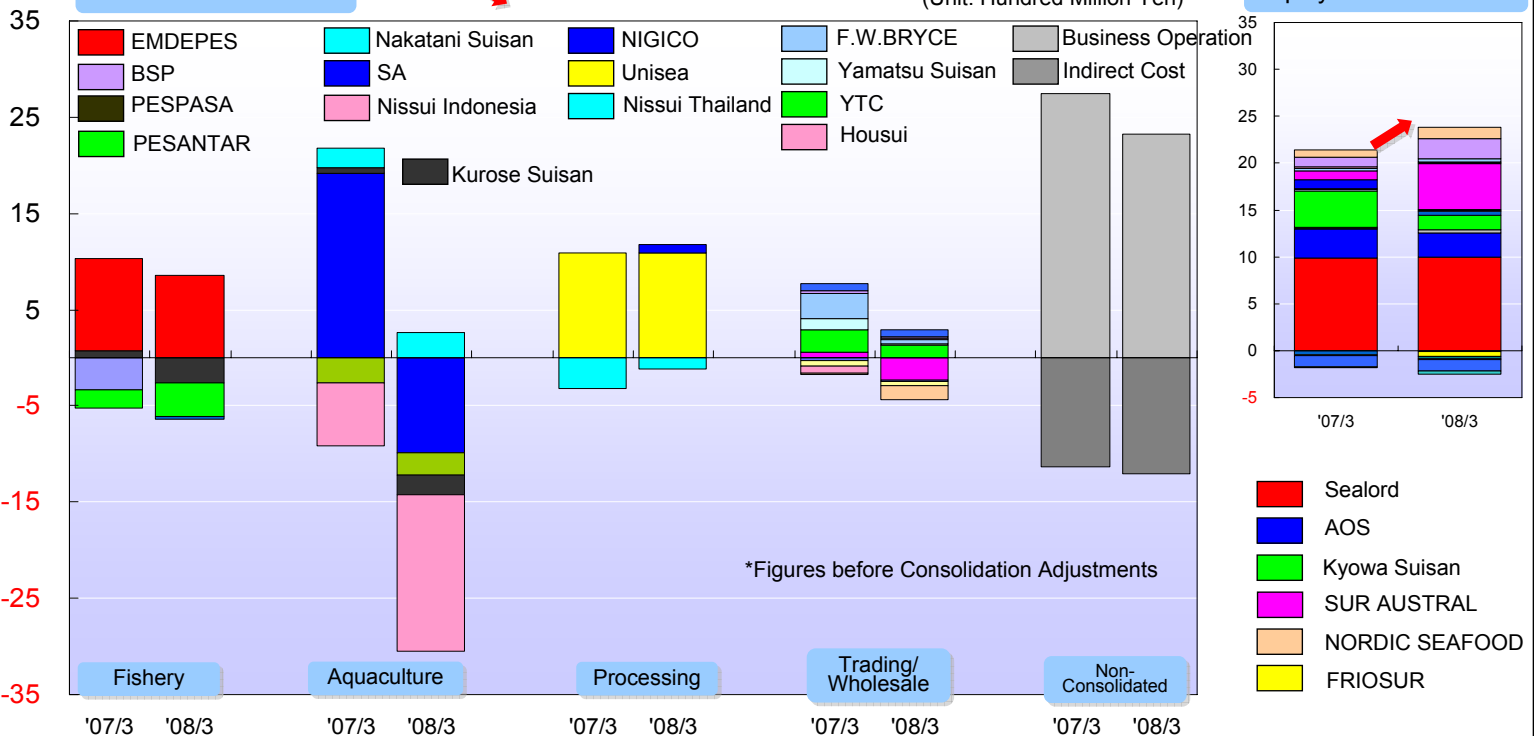 (Unit: Hundred Million Yen)
35
25
15
5
-5
-15
-25
-35
EMDEPES
BSP
PESPASA
PESANTAR
Nakatani Suisan
SA
Nissui Indonesia
Kurose Suisan
NIGICO
Unisea
Nissui Thailand
F.W.BRYCE
Yamatsu Suisan
YTC
Housui
Business Operation
Indirect Cost
*Figures before Consolidation Adjustments
Fishery
Aquaculture
Processing
Trading/
Wholesale
Non-
Consolidated
'07/3
'08/3
'07/3
'08/3
'07/3
'08/3
'07/3
'08/3
'07/3
'08/3
35
30
25
20
15
10
5
0
-5
'07/3
'08/3
Sealord
AOS
Kyowa Suisan
SUR AUSTRAL
NORDIC SEAFOOD
FRIOSUR